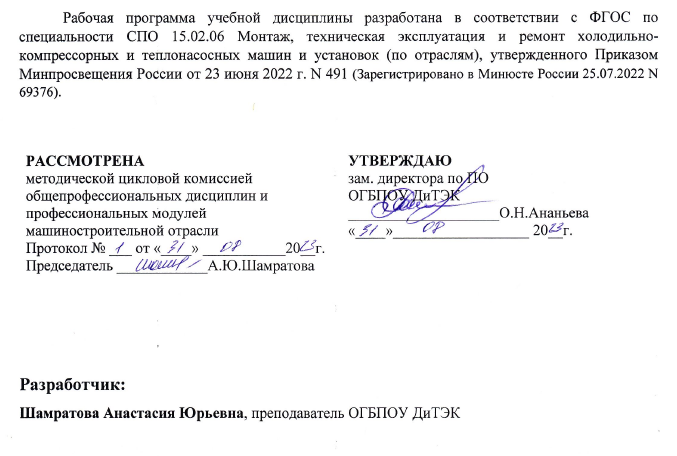 Рабочая программа учебной дисциплины разработана в соответствии с ФГОС по
специальности СПО 15.02.06 Монтаж, техническая эксплуатация и ремонт холодильно-
компрессорных и теплонасосных машин и установок (по отраслям), утвержденного Приказом
Минпросвещения России от 23 июня 2022 г. N 491 (Зарегистрировано в Минюсте России 25.07.2022 N
69376).
РАССМОТРЕНА
методической цикловой комиссией
общепрофессиональных дисциплин и
профессиональных модулей
машиностроительной отрасли
Протокол № 1 от «31» 08 2023г.
Председатель А.Ю.Шамратова
УТВЕРЖДАЮ
зам. директора по ПО
ОГБПОУ ДиТЭК
О.Н.Ананьева
«31» 08 2023г.
Разработчик:
Шамратова Анастасия Юрьевна, преподаватель ОГБПОУ ДиТЭК